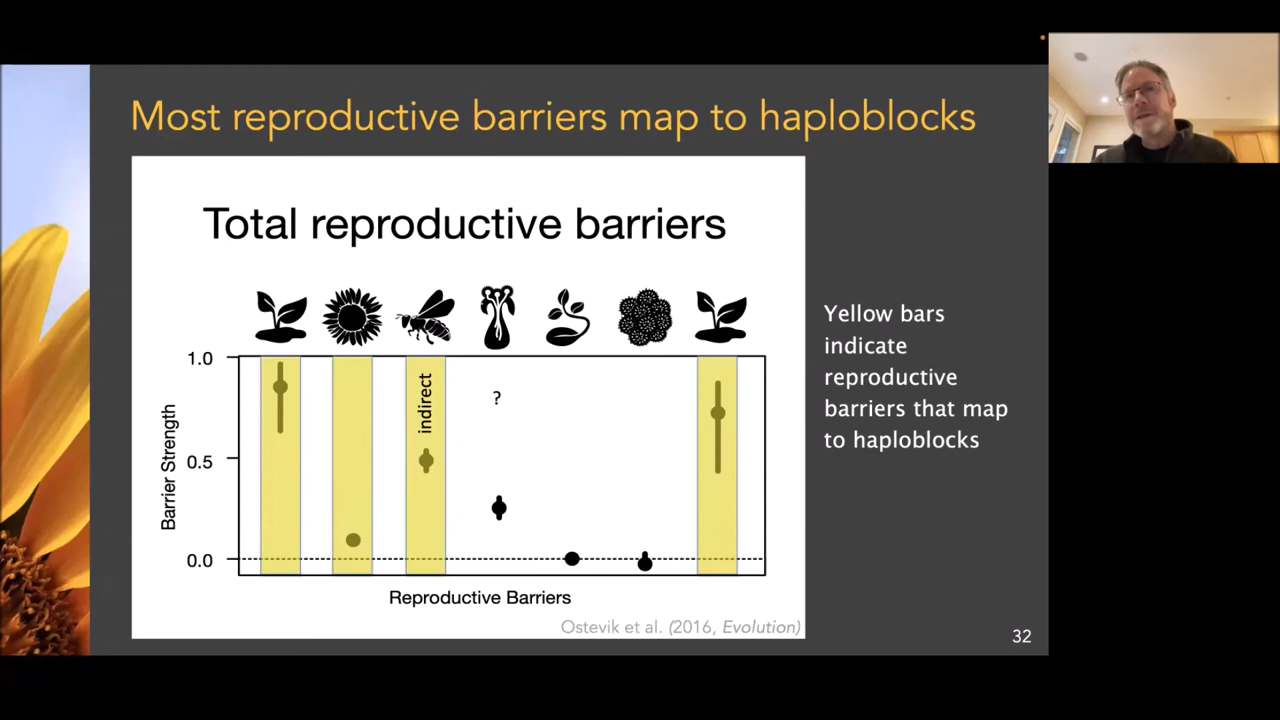 Most reproductive barriers map to haploblocks
Total reproductive barriers
1.0
0.5
0.0
Barrier Strength
indirect
?
Reproductive Barriers
Ostevik et al. (2016, Evolution)
Yellow bars
indicate
reproductive
barriers that map
to haploblocks
32